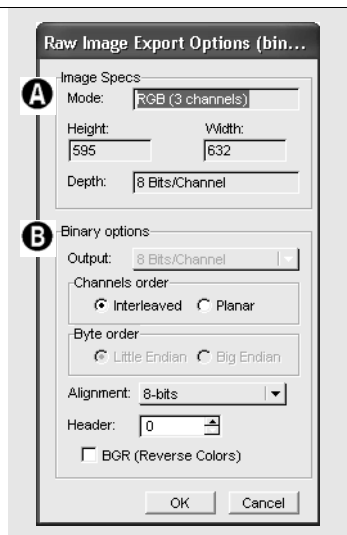 Raw Image Export Options (bin...
Image Specs
A
Mode: RGB (3 channels)
Height: Width:
595 632
Depth: 8 Bits/Channel
B
Binary options
Output: 8 Bits/Channel
Channels order
Interleaved Planar
Byte order
Little Endian Big Endian
Alignment: 8-bits
Header: 0
BGR (Reverse Colors)
OK Cancel